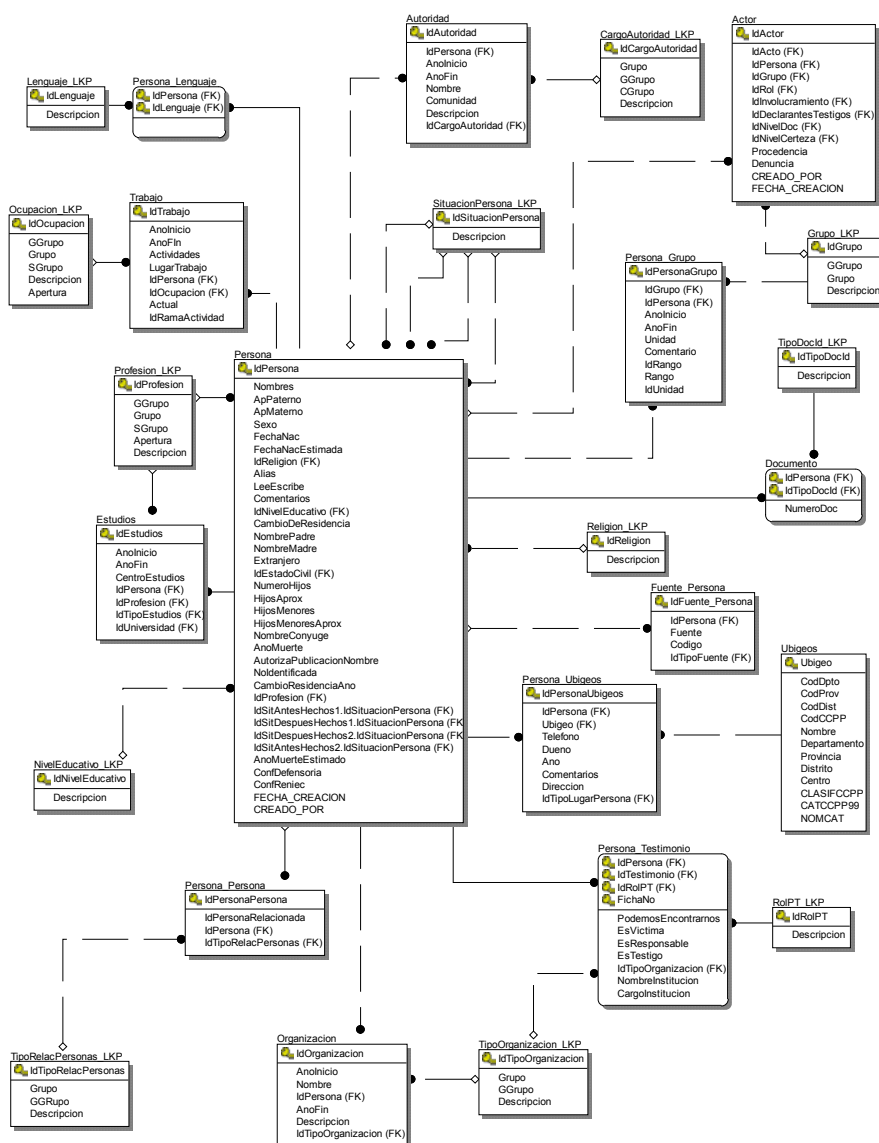 Autoridad
IdAutoridad
IdPersona (FK)
AnoInicio
AnoFin
Nombre
Comunidad
Descripcion
IdCargoAutoridad (FK)
CargoAutoridad_LKP
IdCargoAutoridad
Grupo
GGrupo
CGrupo
Descripcion
Actor
IdActor
IdActo (FK)
IdPersona (FK)
IdGrupo (FK)
IdRol (FK)
IdInvolucramiento (FK)
IdDeclarantesTestigos (FK)
IdNivelDoc (FK)
IdNivelCerteza (FK)
Procedencia
Denuncia
CREADO_POR
FECHA_CREACION
Lenguaje_LKP
IdLenguaje
Descripcion
Persona_Lenguaje
IdPersona (FK)
IdLenguaje (FK)
Trabajo
IdTrabajo
AnoInicio
AnoFIn
Actividades
LugarTrabajo
IdPersona (FK)
IdOcupacion (FK)
Actual
IdRamaActividad
Ocupacion_LKP
IdOcupacion
GGrupo
Grupo
SGrupo
Descripcion
Apertura
SituacionPersona_LKP
IdSituacionPersona
Descripcion
Grupo_LKP
IdGrupo
GGrupo
Grupo
Descripcion
Persona_Grupo
IdPersonaGrupo
IdGrupo (FK)
IdPersona (FK)
AnoInicio
AnoFin
Unidad
Comentario
IdRango
Rango
IdUnidad
TipoDocId_LKP
IdTipoDocId
Descripcion
Persona
IdPersona
Nombres
ApPaterno
ApMaterno
Sexo
FechaNac
FechaNacEstimada
IdReligion (FK)
Alias
LeeEscribe
Comentarios
IdNivelEducativo (FK)
CambioDeResidencia
NombrePadre
NombreMadre
Extranjero
IdEstadoCivil (FK)
NumeroHijos
HijosAprox
HijosMenores
HijosMenoresAprox
NombreConyuge
AnoMuerte
AutorizaPublicacionNombre
NoIdentificada
CambioResidenciaAno
IdProfesion (FK)
IdSitAntesHechos1.IdSituacionPersona (FK)
IdSitDespuesHechos1.IdSituacionPersona (FK
IdSitDespuesHechos2.IdSituacionPersona (FK
IdSitAntesHechos2.IdSituacionPersona (FK)
AnoMuerteEstimado
ConfDefensoria
ConfReniec
FECHA_CREACION
CREADO_POR
Profesion_LKP
IdProfesion
GGrupo
Grupo
SGrupo
Apertura
Descripcion
Documento
IdPersona (FK)
IdTipoDocId (FK)
NumeroDoc
Estudios
IdEstudios
AnoInicio
AnoFin
CentroEstudios
IdPersona (FK)
IdProfesion (FK)
IdTipoEstudios (FK)
IdUniversidad (FK)
Religion_LKP
IdReligion
Descripcion
Fuente_Persona
IdFuente_Persona
IdPersona (FK)
Fuente
Codigo
IdTipoFuente (FK)
Ubigeos
Ubigeo
CodDpto
CodProv
CodDist
CodCCPP
Nombre
Departamento
Provincia
Distrito
Centro
CLASIFCCPP
CATCCPP99
NOMCAT
Persona_Ubigeos
IdPersonaUbigeos
IdPersona (FK)
Ubigeo (FK)
Telefono
Dueno
Ano
Comentarios
Direccion
IdTipoLugarPersona (FK)
NivelEducativo_LKP
IdNivelEducativo
Descripcion
Persona_Testimonio
IdPersona (FK)
IdTestimonio (FK)
IdRolPT (FK)
FichaNo
PodemosEncontrarnos
EsVictima
EsResponsable
EsTestigo
IdTipoOrganizacion (FK)
NombreInstitucion
CargoInstitucion
RolPT_LKP
IdRolPT
Descripcion
Persona_Persona
IdPersonaPersona
IdPersonaRelacionada
IdPersona (FK)
IdTipoRelacPersonas (FK)
TipoRelacPersonas_LKP
IdTipoRelacPersonas
Grupo
GGRupo
Descripcion
Organizacion
IdOrganizacion
AnoInicio
Nombre
IdPersona (FK)
AnoFin
Descripcion
IdTipoOrganizacion (FK)
TipoOrganizacion_LKP
IdTipoOrganizacion
Grupo
GGrupo
Descripcion